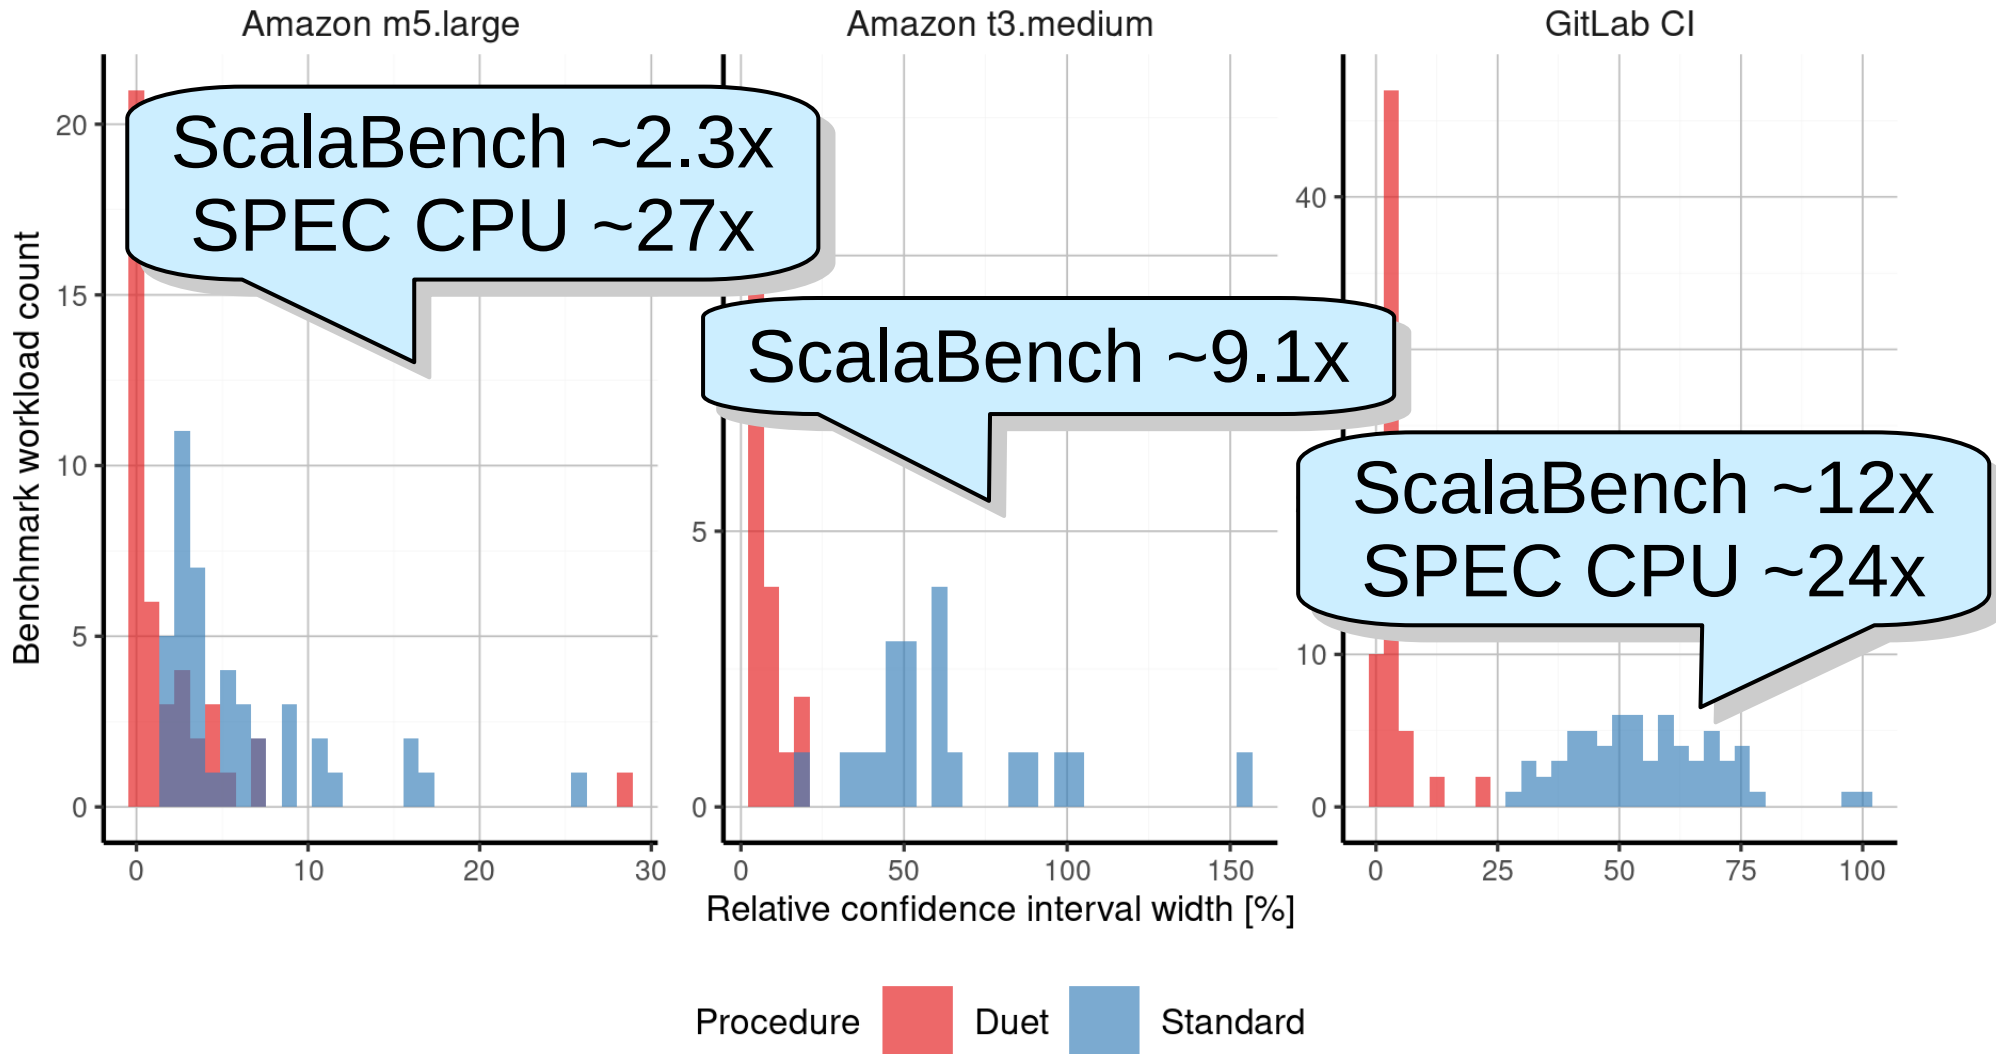 Amazon m5.large
Amazon t3.medium
GitLab CI
Benchmark workload count
20
15
10
5
0
5
0
40
10
0
ScalaBench ~2.3x
SPEC CPU ~27x
ScalaBench ~9.1x
ScalaBench ~12x
SPEC CPU ~24x
0 10 20 30
0 50 100 150
0 25 50 75 100
Relative confidence interval width [%]
Procedure Duet Standard